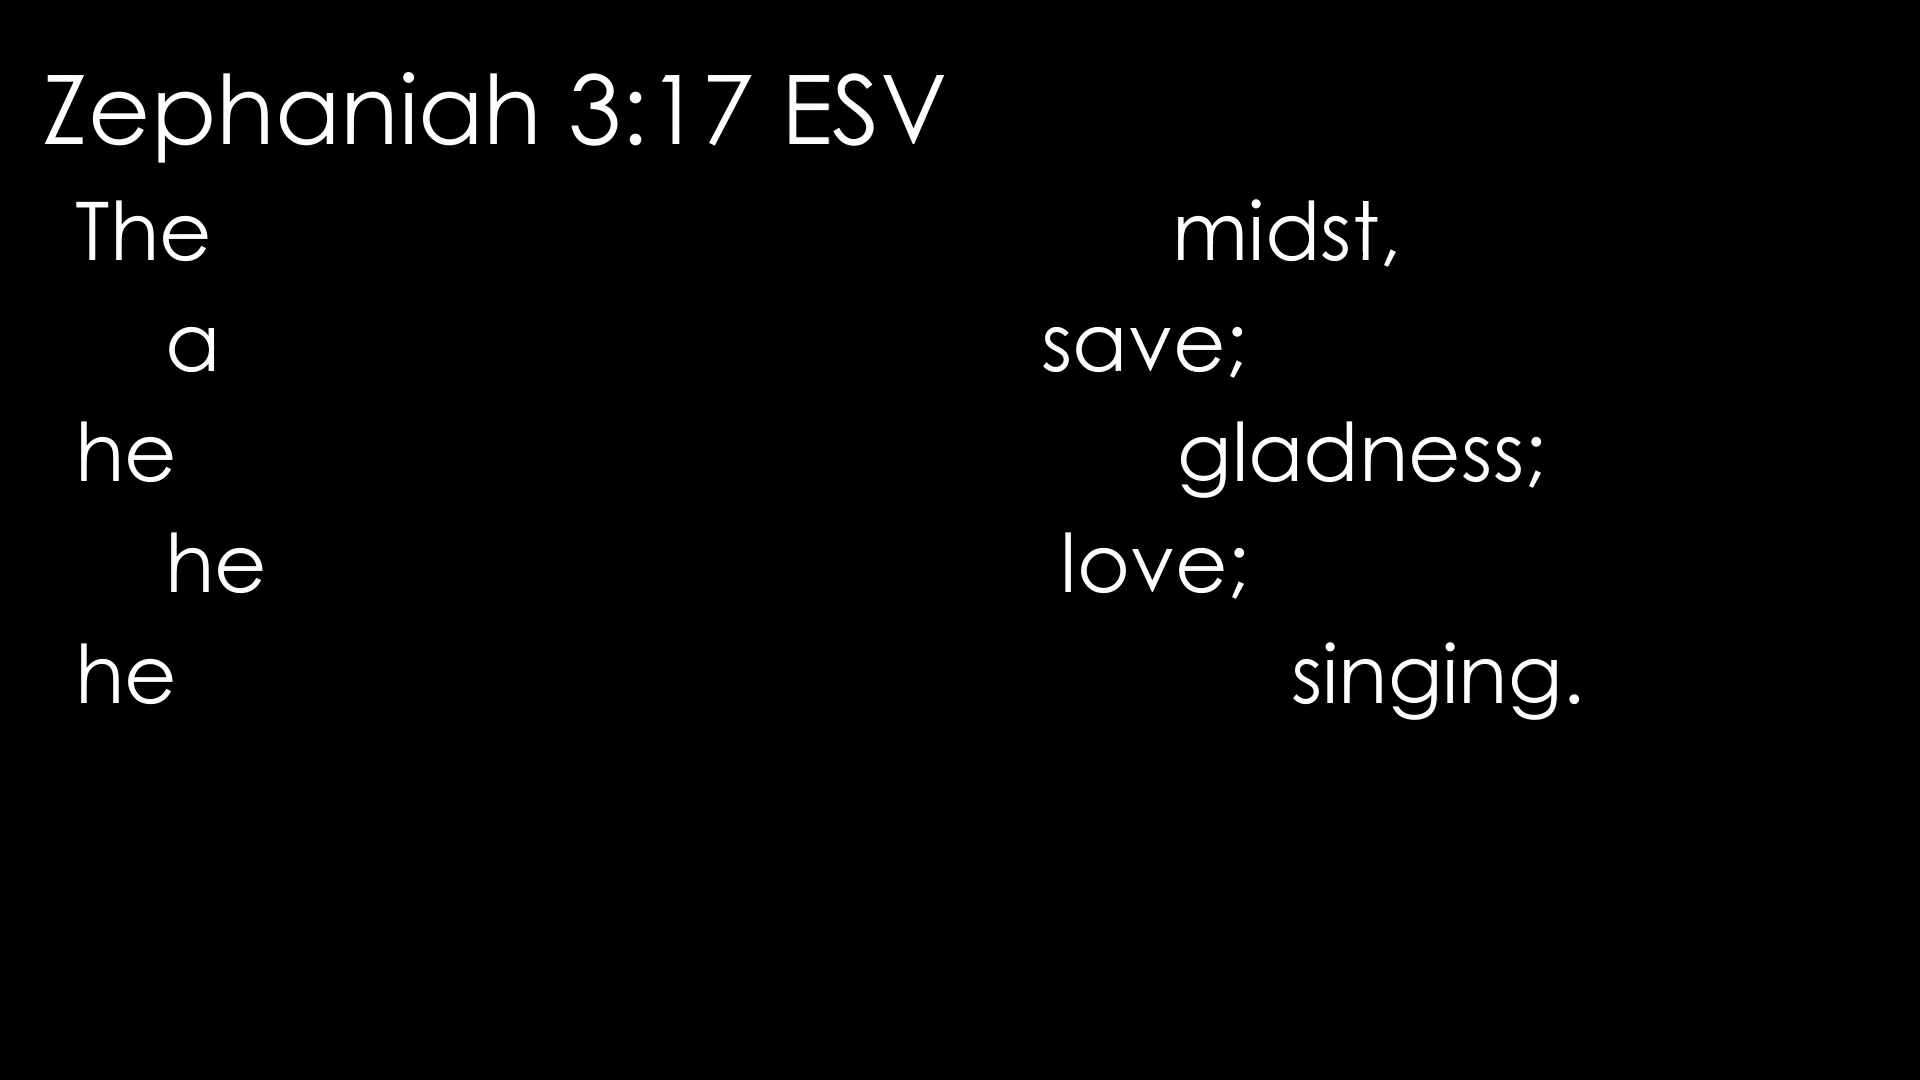 Zephaniah 3:17 ESV
The midst,
a save;
he gladness;
he love;
he singing.